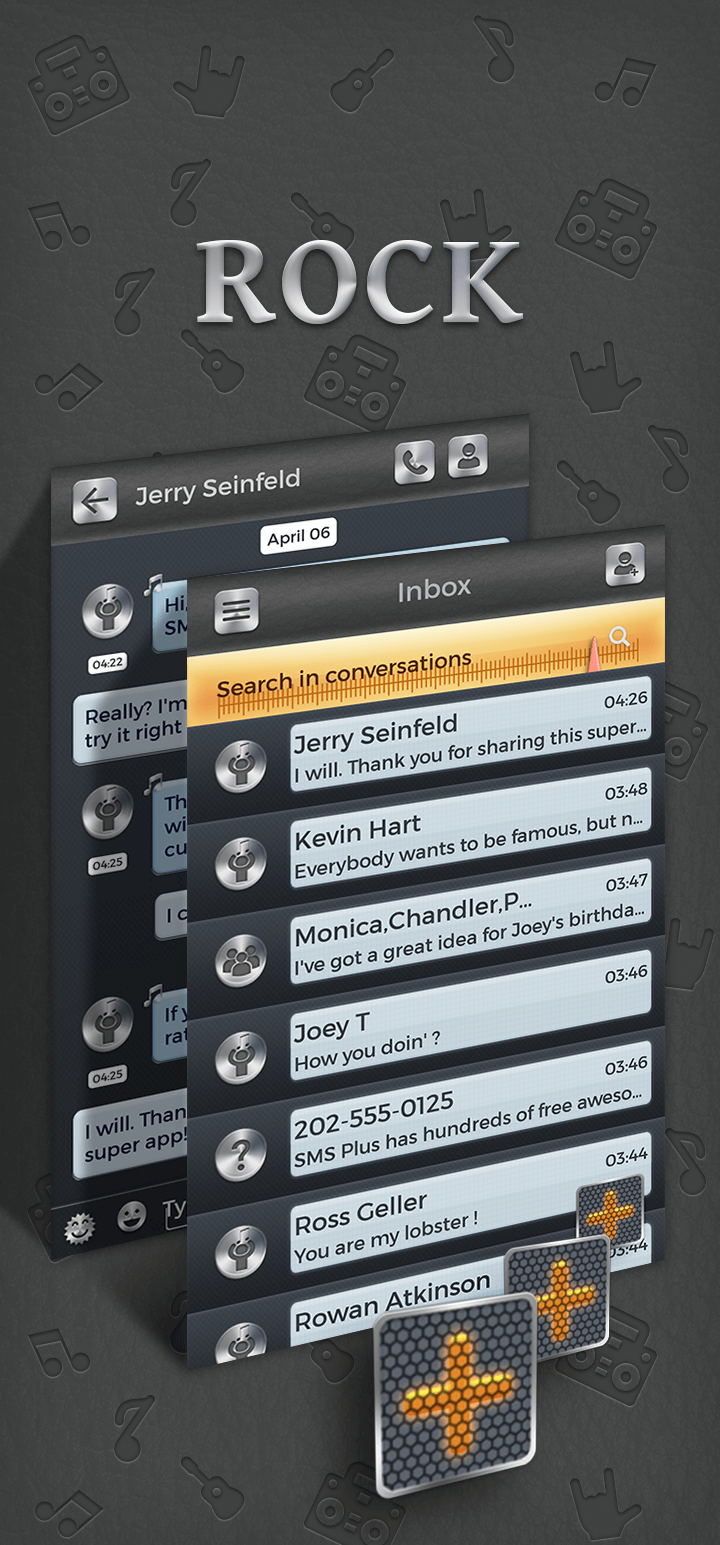 ROCK
Jerry Seinfeld
April 06
Hi,
SM
04:22
Really? I'm
try it right
Th
wi
cu
04:25
I c
If y
rat
04:25
I will. Than
super app!
Ty
Inbox
Search in conversations
04:26
Jerry Seinfeld
I will. Thank you for sharing this super...
03:48
Kevin Hart
Everybody wants to be famous, but n...
03:47
Monica,Chandler,P...
I've got a great idea for Joey's birthda...
03:46
Joey T
How you doin' ?
03:46
202-555-0125
SMS Plus has hundreds of free aweso...
03:44
Ross Geller
You are my lobster !
03:44
Rowan Atkinson